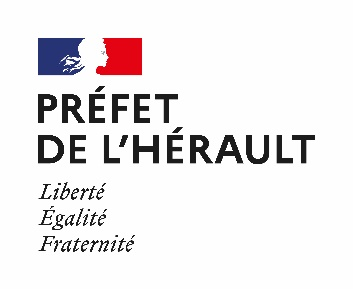 PRÉFET
DE L'HÉRAULT
Liberté
Égalité
Fraternité